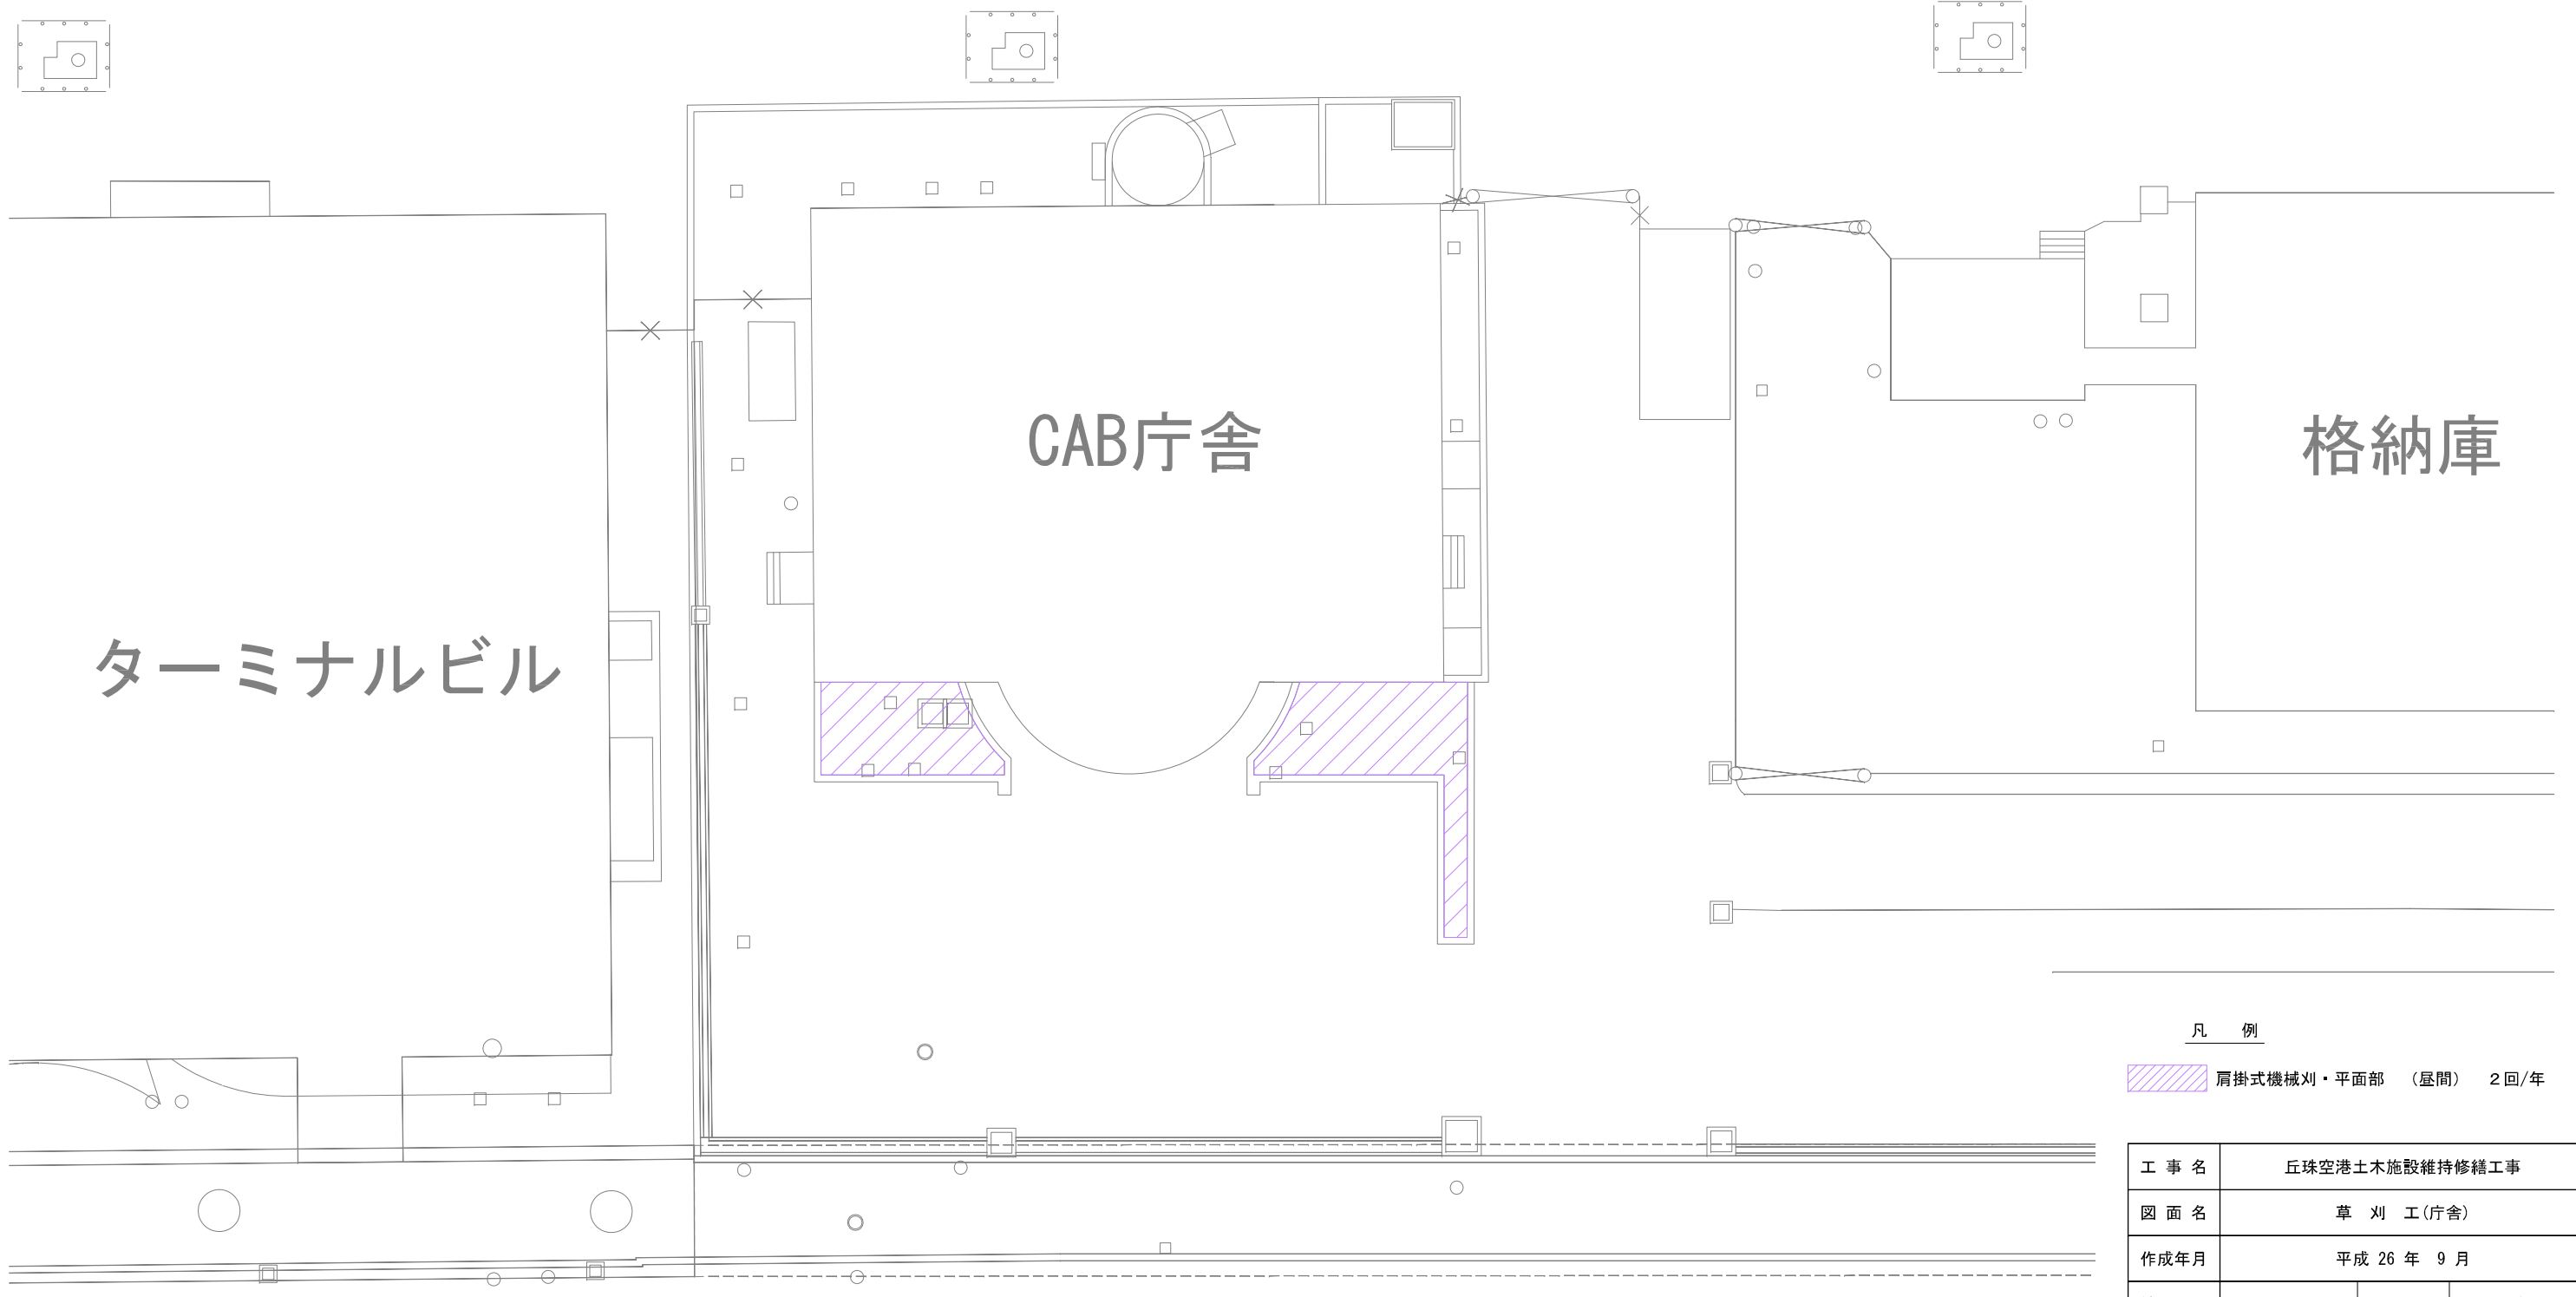 CAB庁舎
格納庫
ターミナルビル
凡 例
肩掛式機械刈・平面部 （昼間） ２回/年
工 事 名 丘珠空港土木施設維持修繕工事
図 面 名 草 刈 工(庁舎)
作成年月 平成 26 年 9 月